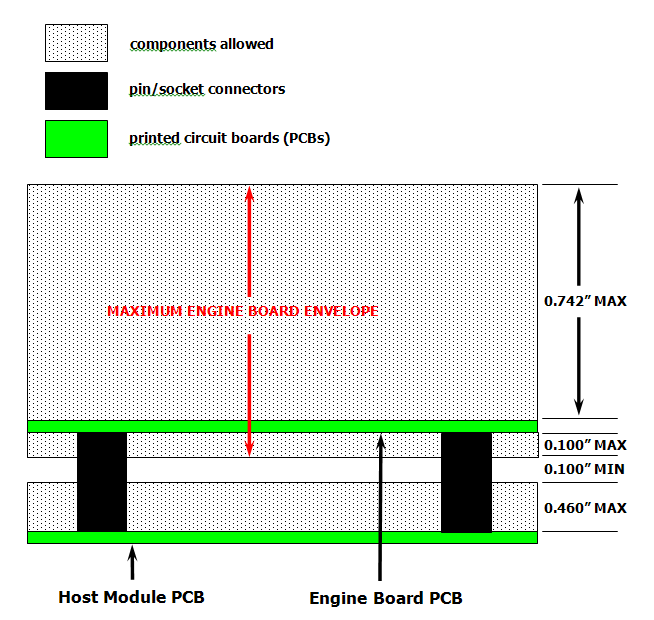 components allowed
pin/socket connectors
printed circuit boards (PCBs)
0.742” MAX
MAXIMUM ENGINE BOARD ENVELOPE
0.100” MAX
0.100” MIN
0.460” MAX
Host Module PCB
Engine Board PCB